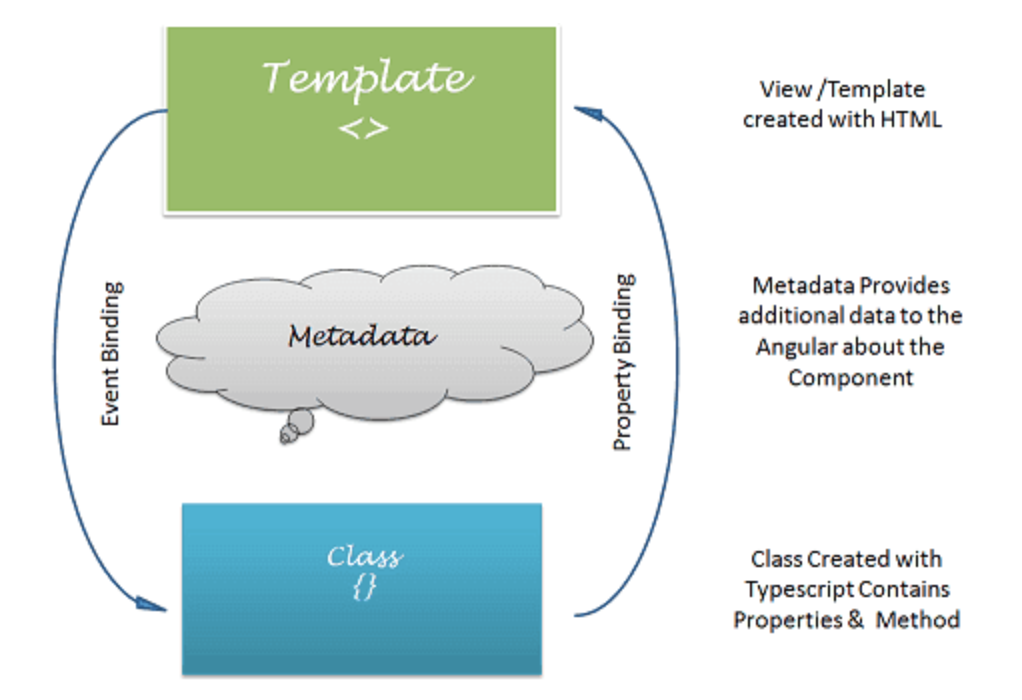 Template
<>
View /Template
created with HTML
Event Binding
Metadata
Property Binding
Metadata Provides
additional data to the
Angular about the
Component
Class
{}
Class Created with
Typescript Contains
Properties & Method